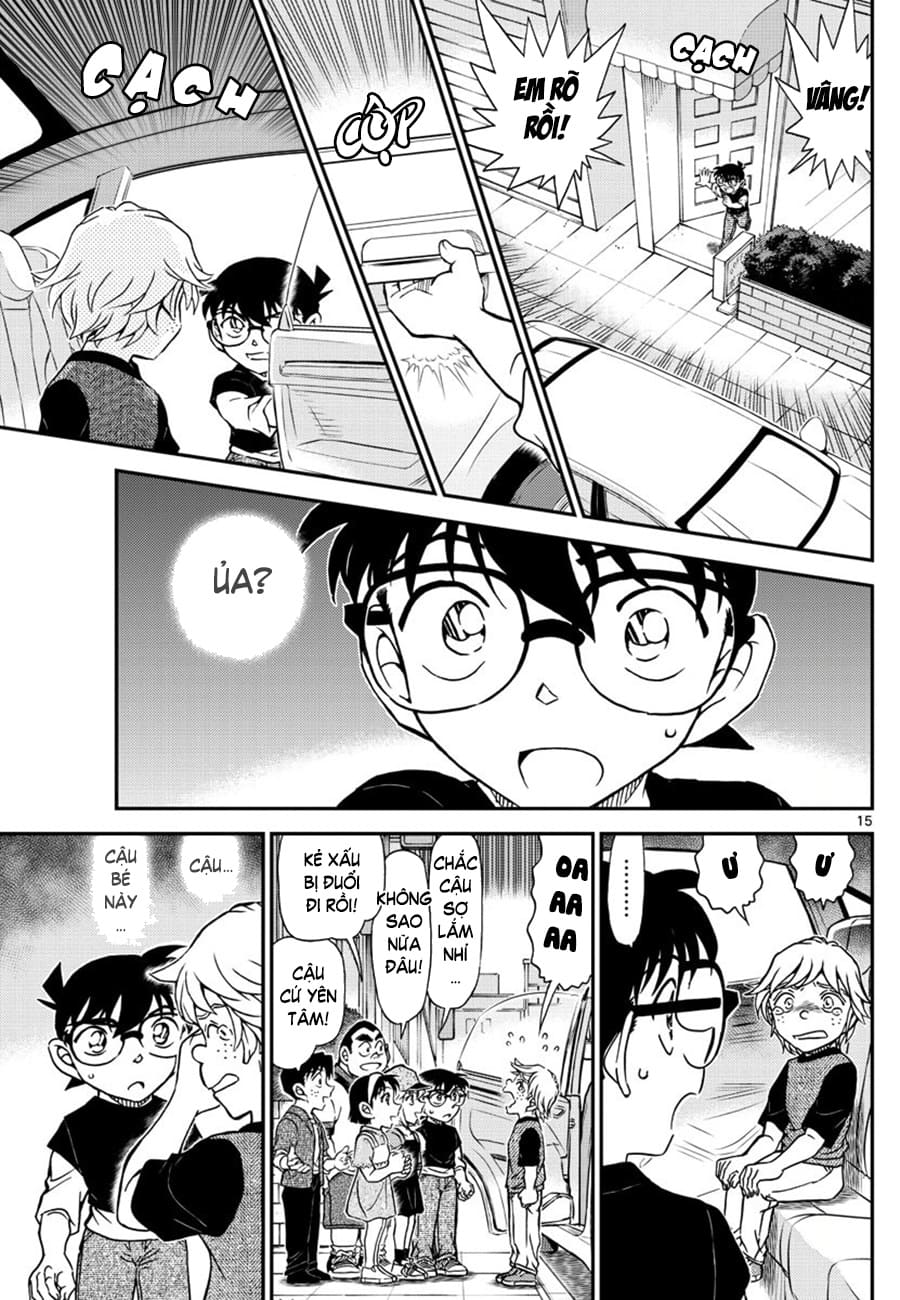 VÂNG!
CẠCH
EM RÕ
RỒI!
CỘP
CẠCH
ỦA?
15
Ư
Ư
..........
OA
AA
AA
CHẮC
CẬU
SỢ
LẮM
NHỈ
...
KHÔNG
SAO
NỮA
ĐÂU!
KẺ XẤU
BỊ ĐUỔI
ĐI RỒI!
CẬU
CỨ YÊN
TÂM!
CẬU...
CẬU
BÉ NÀY
...